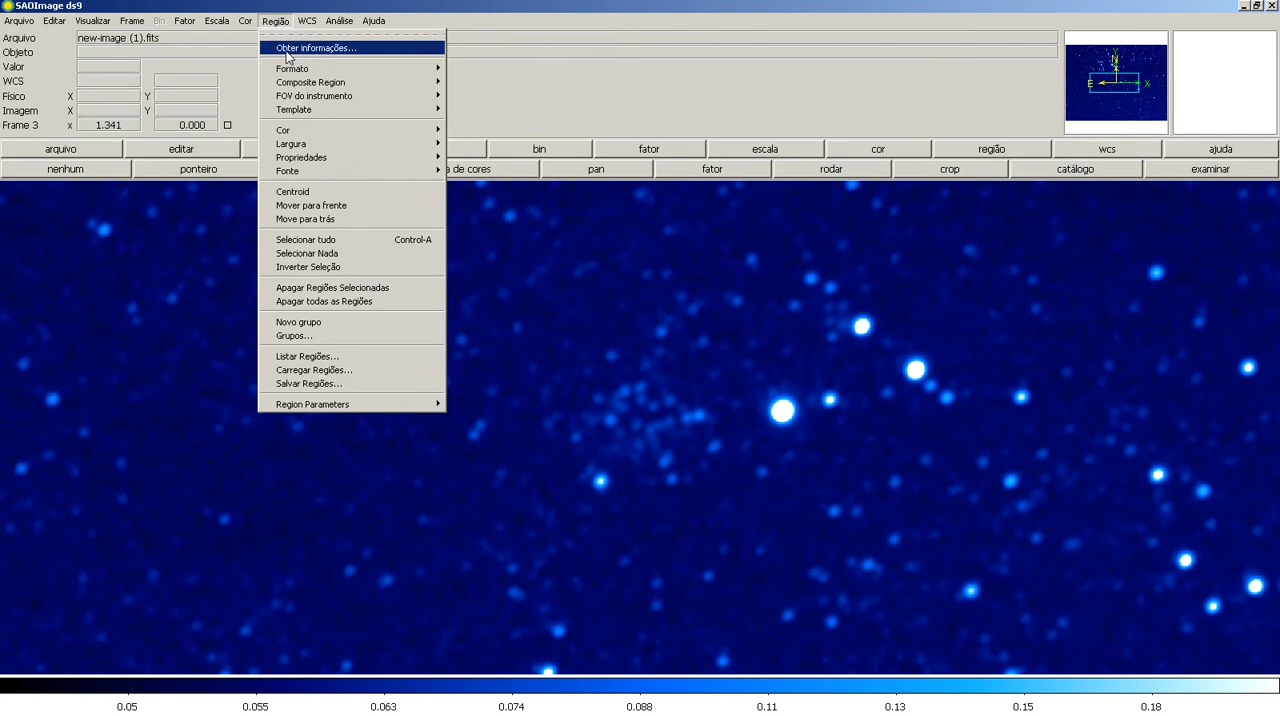 SAOImage ds9
Arquivo Editar Visualizar Frame Bin Fator Escala Cor Região WCS Análise Ajuda
Arquivo new-image (1).fits
Objeto
Valor
WCS
Físico X Y
Imagem X Y
Frame 3 x 1.341 0.000
N
Y
E
X
Obter informações...
Formato
Composite Region
FOV do instrumento
Template
Cor
Largura
Propriedades
Fonte
Centroid
Mover para frente
Move para trás
Selecionar tudo Control-A
Selecionar Nada
Inverter Seleção
Apagar Regiões Selecionadas
Apagar todas as Regiões
Novo grupo
Grupos...
Listar Regiões...
Carregar Regiões...
Salvar Regiões...
Region Parameters
arquivo editar bin fator escala cor região wcs ajuda
nenhum ponteiro a de cores pan fator rodar crop catálogo examinar
0.05 0.055 0.063 0.074 0.088 0.11 0.13 0.15 0.18